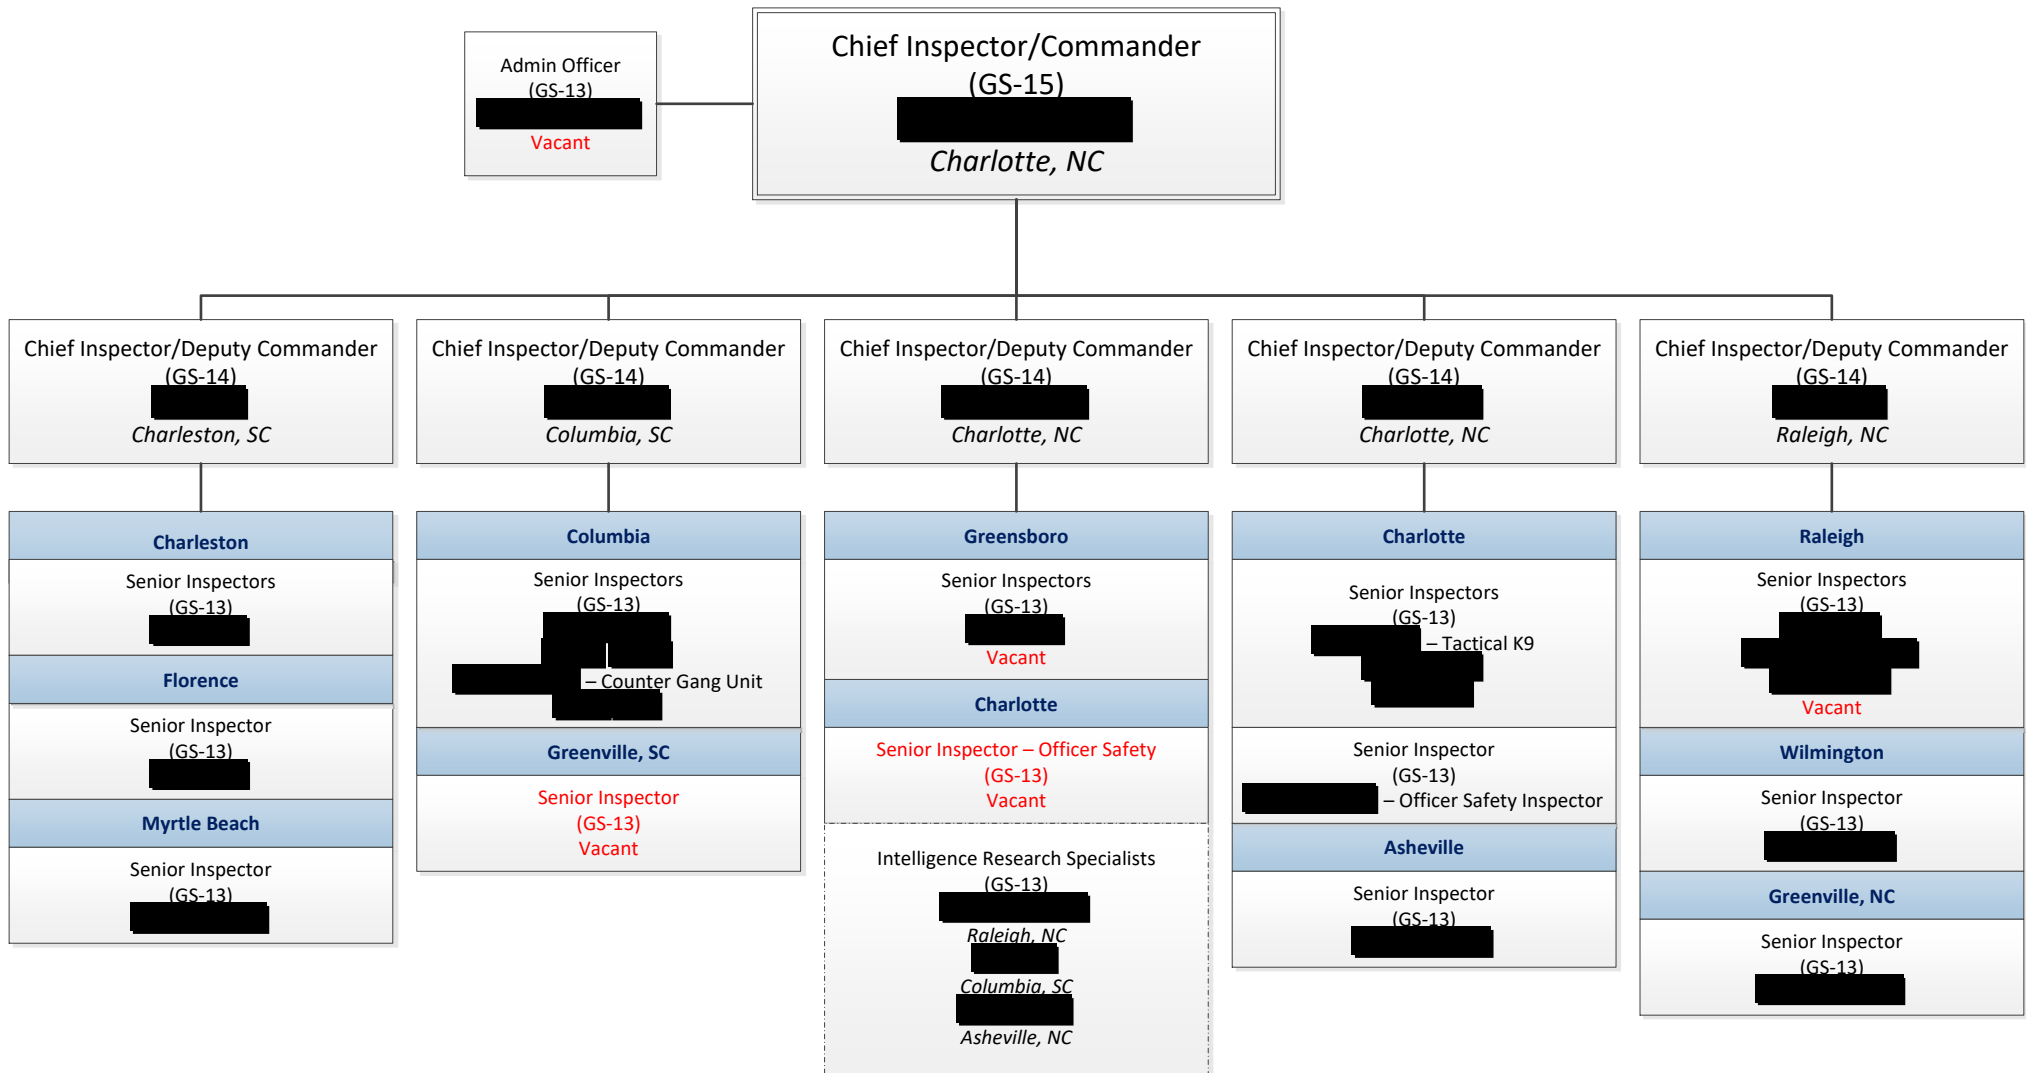 Admin Officer
(GS-13)
Vacant
Chief Inspector/Commander
(GS-15)
Charlotte, NC
Chief Inspector/Deputy Commander
(GS-14)
Charleston, SC
Chief Inspector/Deputy Commander
(GS-14)
Columbia, SC
Chief Inspector/Deputy Commander
(GS-14)
Charlotte, NC
Chief Inspector/Deputy Commander
(GS-14)
Charlotte, NC
Chief Inspector/Deputy Commander
(GS-14)
Raleigh, NC
Charleston
Senior Inspectors
(GS-13)
Florence
Senior Inspector
(GS-13)
Myrtle Beach
Senior Inspector
(GS-13)
Columbia
Senior Inspectors
(GS-13)
– Counter Gang Unit
Greenville, SC
Senior Inspector
(GS-13)
Vacant
Greensboro
Senior Inspectors
(GS-13)
Vacant
Charlotte
Senior Inspector – Officer Safety
(GS-13)
Vacant
Intelligence Research Specialists
(GS-13)
Raleigh, NC
Columbia, SC
Asheville, NC
Charlotte
Senior Inspectors
(GS-13)
– Tactical K9
Senior Inspector
(GS-13)
– Officer Safety Inspector
Asheville
Senior Inspector
(GS-13)
Raleigh
Senior Inspectors
(GS-13)
Vacant
Wilmington
Senior Inspector
(GS-13)
Greenville, NC
Senior Inspector
(GS-13)